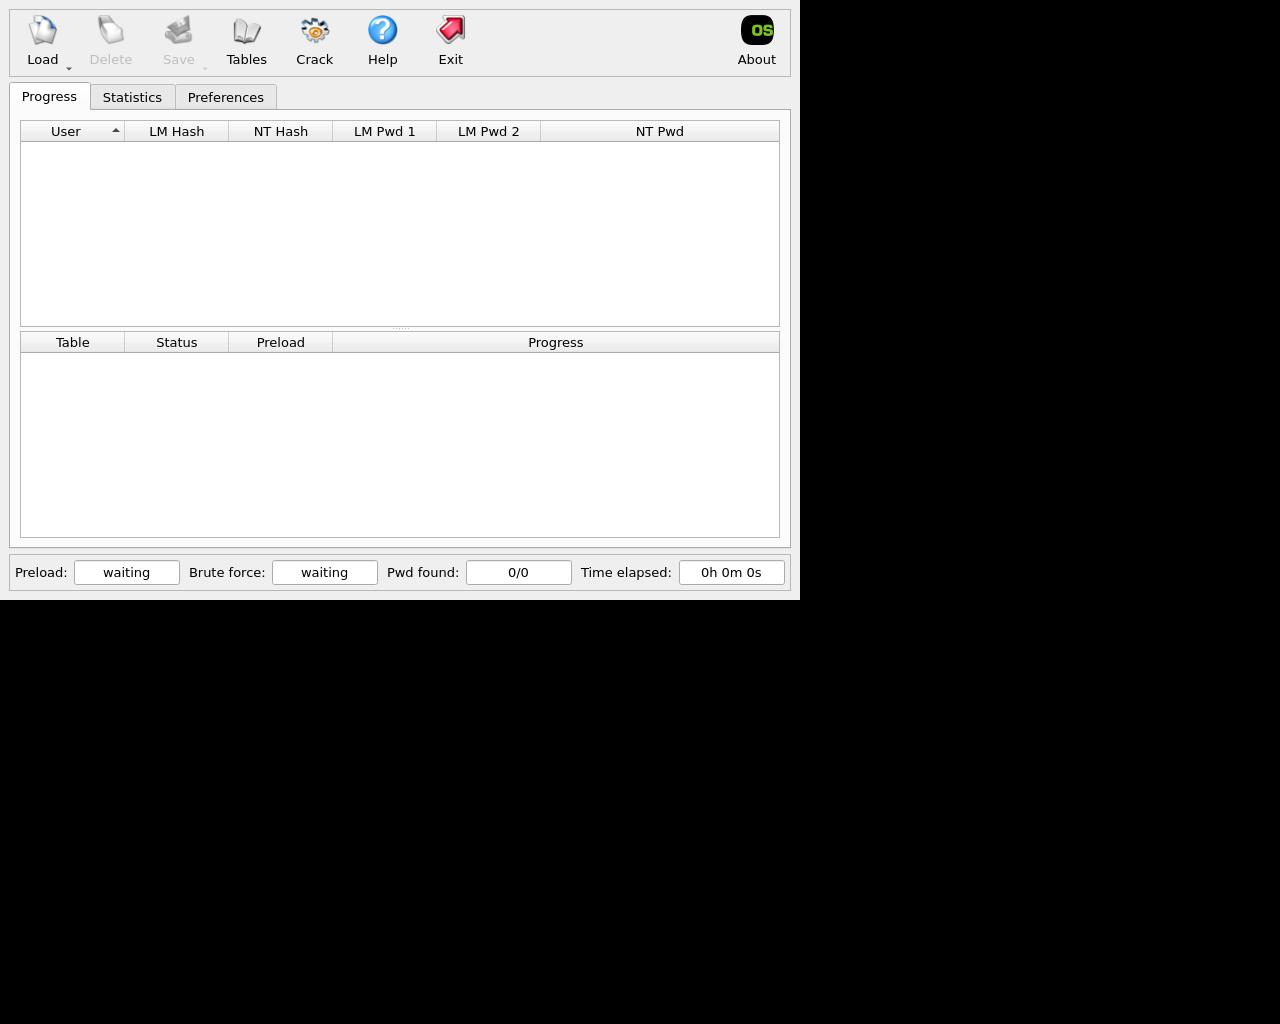 Load Delete Save Tables Crack Help Exit OS About
Progress Statistics Preferences
User LM Hash NT Hash LM Pwd 1 LM Pwd 2 NT Pwd
Table Status Preload Progress
Preload: waiting Brute force: waiting Pwd found: 0/0 Time elapsed: 0h 0m 0s